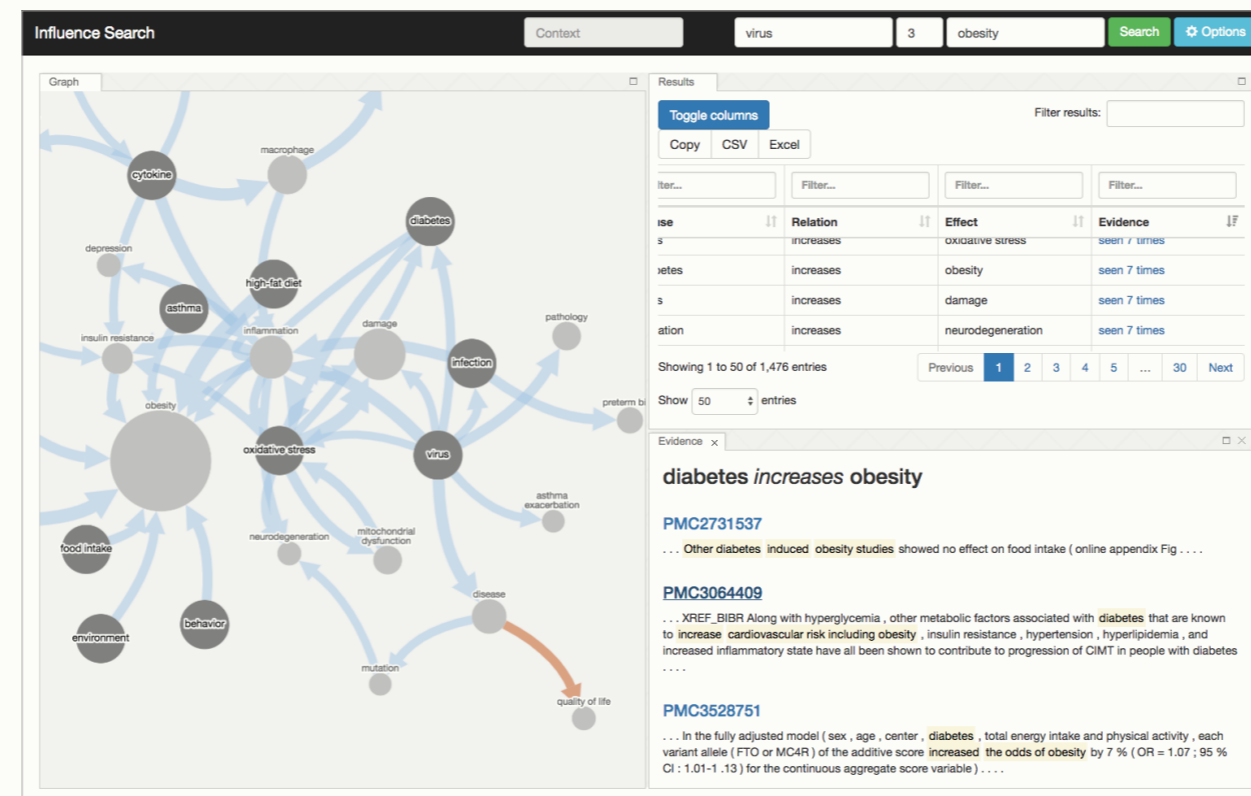 Influence Search
Context
virus
3
obesity
Search
Options
Graph
macrophage
cytokine
diabetes
depression
high-fat diet
asthma
inflammation
damage
pathology
insulin resistance
infection
obesity
preterm bi
oxidative stress
virus
asthma
exacerbation
neurodegeneration
mitochondrial
dysfunction
food intake
disease
environment
behavior
mutation
quality of life
Results
Toggle columns
Filter results:
Copy CSV Excel
lter... Filter... Filter... Filter...
use Relation Effect Evidence
s increases oxidative stress seen 7 times
betes increases obesity seen 7 times
s increases damage seen 7 times
ation increases neurodegeneration seen 7 times
Showing 1 to 50 of 1,476 entries
Previous 1 2 3 4 5 ... 30 Next
Show 50 entries
Evidence x
diabetes increases obesity
PMC2731537
. . . Other diabetes induced obesity studies showed no effect on food intake ( online appendix Fig . . . .
PMC3064409
. . . XREF_BIBR Along with hyperglycemia , other metabolic factors associated with diabetes that are known
to increase cardiovascular risk including obesity , insulin resistance , hypertension , hyperlipidemia , and
increased inflammatory state have all been shown to contribute to progression of CIMT in people with diabetes
. . . .
PMC3528751
. . . In the fully adjusted model ( sex , age , center , diabetes , total energy intake and physical activity , each
variant allele ( FTO or MC4R ) of the additive score increased the odds of obesity by 7 % ( OR = 1.07 ; 95 %
CI : 1.01-1 .13 ) for the continuous aggregate score variable ) . . . .